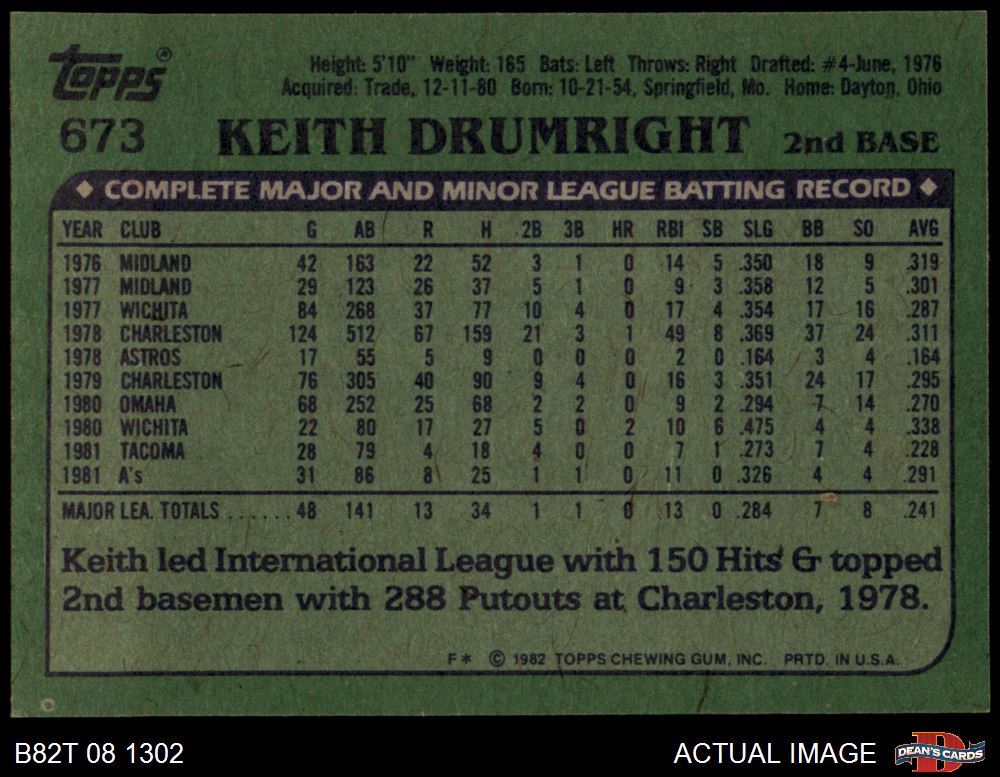 Topps®
Height: 5'10" Weight: 165 Bats: Left Throws: Right Drafted: #4-June, 1976
Acquired: Trade, 12-11-80 Born: 10-21-54, Springfield, Mo. Home: Dayton, Ohio
673 KEITH DRUMRIGHT 2nd BASE
◆ COMPLETE MAJOR AND MINOR LEAGUE BATTING RECORD ◆
YEAR CLUB G AB R H 2B 3B HR RBI SB SLG BB SO AVG
1976 MIDLAND 42 163 22 52 3 1 0 14 5 .350 18 9 .319
1977 MIDLAND 29 123 26 37 5 1 0 9 3 .358 12 5 .301
1977 WICHITA 84 268 37 77 10 4 0 17 4 .354 17 16 .287
1978 CHARLESTON 124 512 67 159 21 3 1 49 8 .369 37 24 .311
1978 ASTROS 17 55 5 9 0 0 0 2 0 .164 3 4 .164
1979 CHARLESTON 76 305 40 90 9 4 0 16 3 .351 24 17 .295
1980 OMAHA 68 252 25 68 2 2 0 9 2 .294 7 14 .270
1980 WICHITA 22 80 17 27 5 0 2 10 6 .475 4 4 .338
1981 TACOMA 28 79 4 18 4 0 0 7 1 .273 7 4 .228
1981 A's 31 86 8 25 1 1 0 11 0 .326 4 4 .291
MAJOR LEA. TOTALS ....... 48 141 13 34 1 1 0 13 0 .284 7 8 .241
Keith led International League with 150 Hits & topped
2nd basemen with 288 Putouts at Charleston, 1978.
F* © 1982 TOPPS CHEWING GUM, INC. PRTD. IN U.S.A.
B82T 08 1302 ACTUAL IMAGE DEAN'S CARDS